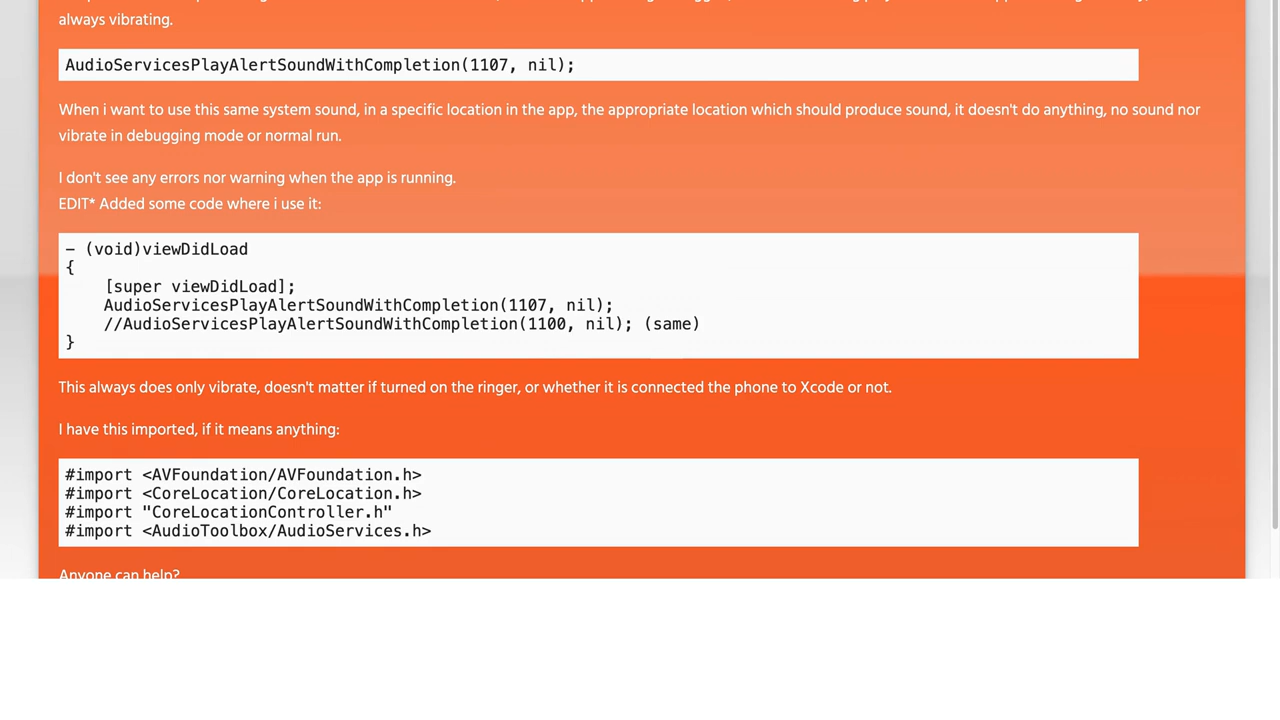 always vibrating.
AudioServicesPlayAlertSoundWithCompletion(1107, nil);
When i want to use this same system sound, in a specific location in the app, the appropriate location which should produce sound, it doesn't do anything, no sound nor
vibrate in debugging mode or normal run.
I don't see any errors nor warning when the app is running.
EDIT* Added some code where i use it:
- (void)viewDidLoad
{
    [super viewDidLoad];
    AudioServicesPlayAlertSoundWithCompletion(1107, nil);
    //AudioServicesPlayAlertSoundWithCompletion(1100, nil); (same)
}
This always does only vibrate, doesn't matter if turned on the ringer, or whether it is connected the phone to Xcode or not.
I have this imported, if it means anything:
#import <AVFoundation/AVFoundation.h>
#import <CoreLocation/CoreLocation.h>
#import "CoreLocationController.h"
#import <AudioToolbox/AudioServices.h>
Anyone can help?